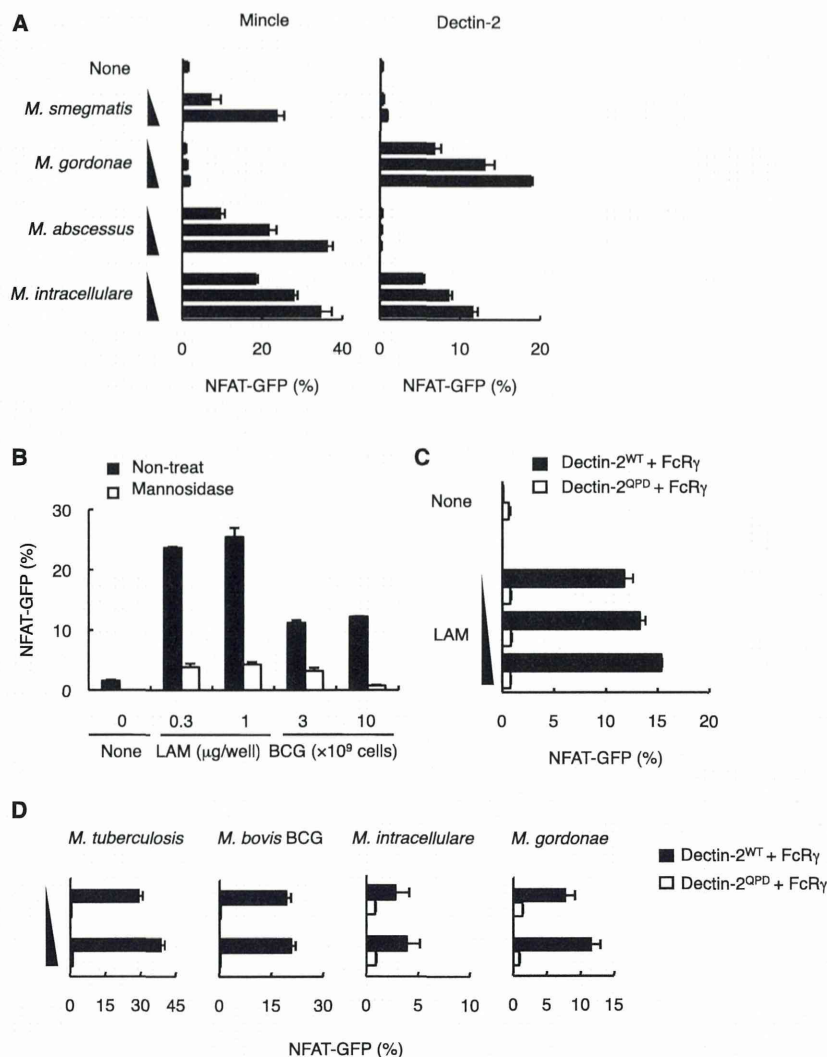 A
Mincle
Dectin-2
None
M. smegmatis
M. gordonae
M. abscessus
M. intracellulare
0 20 40
0 10 20
NFAT-GFP (%)
NFAT-GFP (%)
B
Non-treat
Mannosidase
NFAT-GFP (%)
30
20
10
0
0 0.3 1 3 10
None LAM (μg/well) BCG (×10⁹ cells)
C
Dectin-2ᵂᵀ + FcRγ
Dectin-2QPD + FcRγ
None
LAM
0 5 10 15 20
NFAT-GFP (%)
D
M. tuberculosis
M. bovis BCG
M. intracellulare
M. gordonae
Dectin-2ᵂᵀ + FcRγ
Dectin-2QPD + FcRγ
0 15 30 45
0 15 30
0 5 10
0 5 10 15
NFAT-GFP (%)